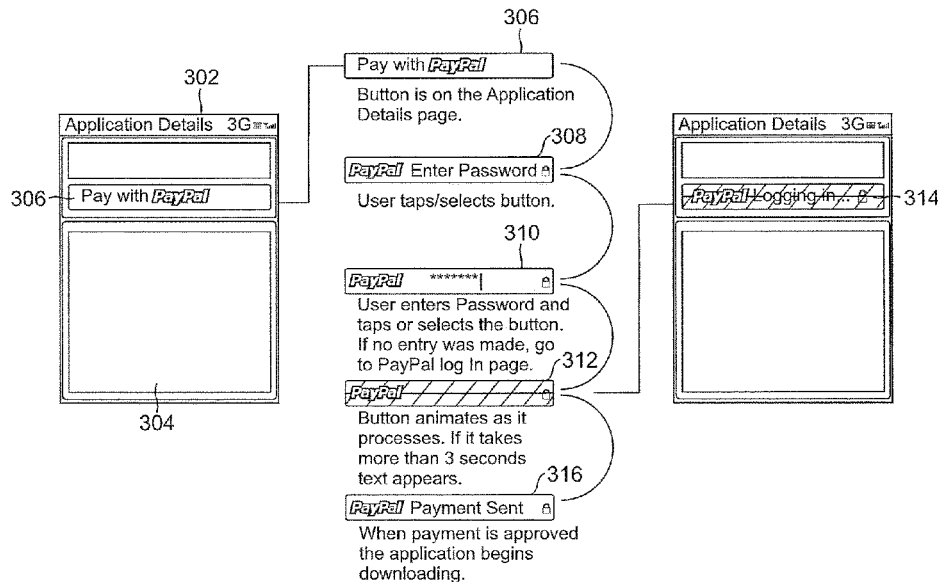 306
Pay with PayPal
Button is on the Application
Details page.
302
Application Details 3G
306
Pay with PayPal
304
308
PayPal Enter Password
User taps/selects button.
310
PayPal *******|
User enters Password and
taps or selects the button.
If no entry was made, go
to PayPal log In page.
312
PayPal
Button animates as it
processes. If it takes
more than 3 seconds
text appears.
316
PayPal Payment Sent
When payment is approved
the application begins
downloading.
Application Details 3G
PayPal Logging in...
314